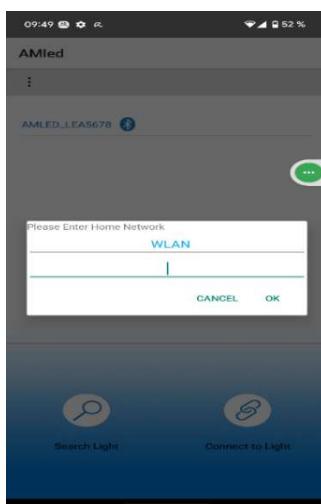 09:49 52 %
AMled
AMLED_LEA5678
Please Enter Home Network
WLAN
CANCEL OK
Search Light Connect to Light